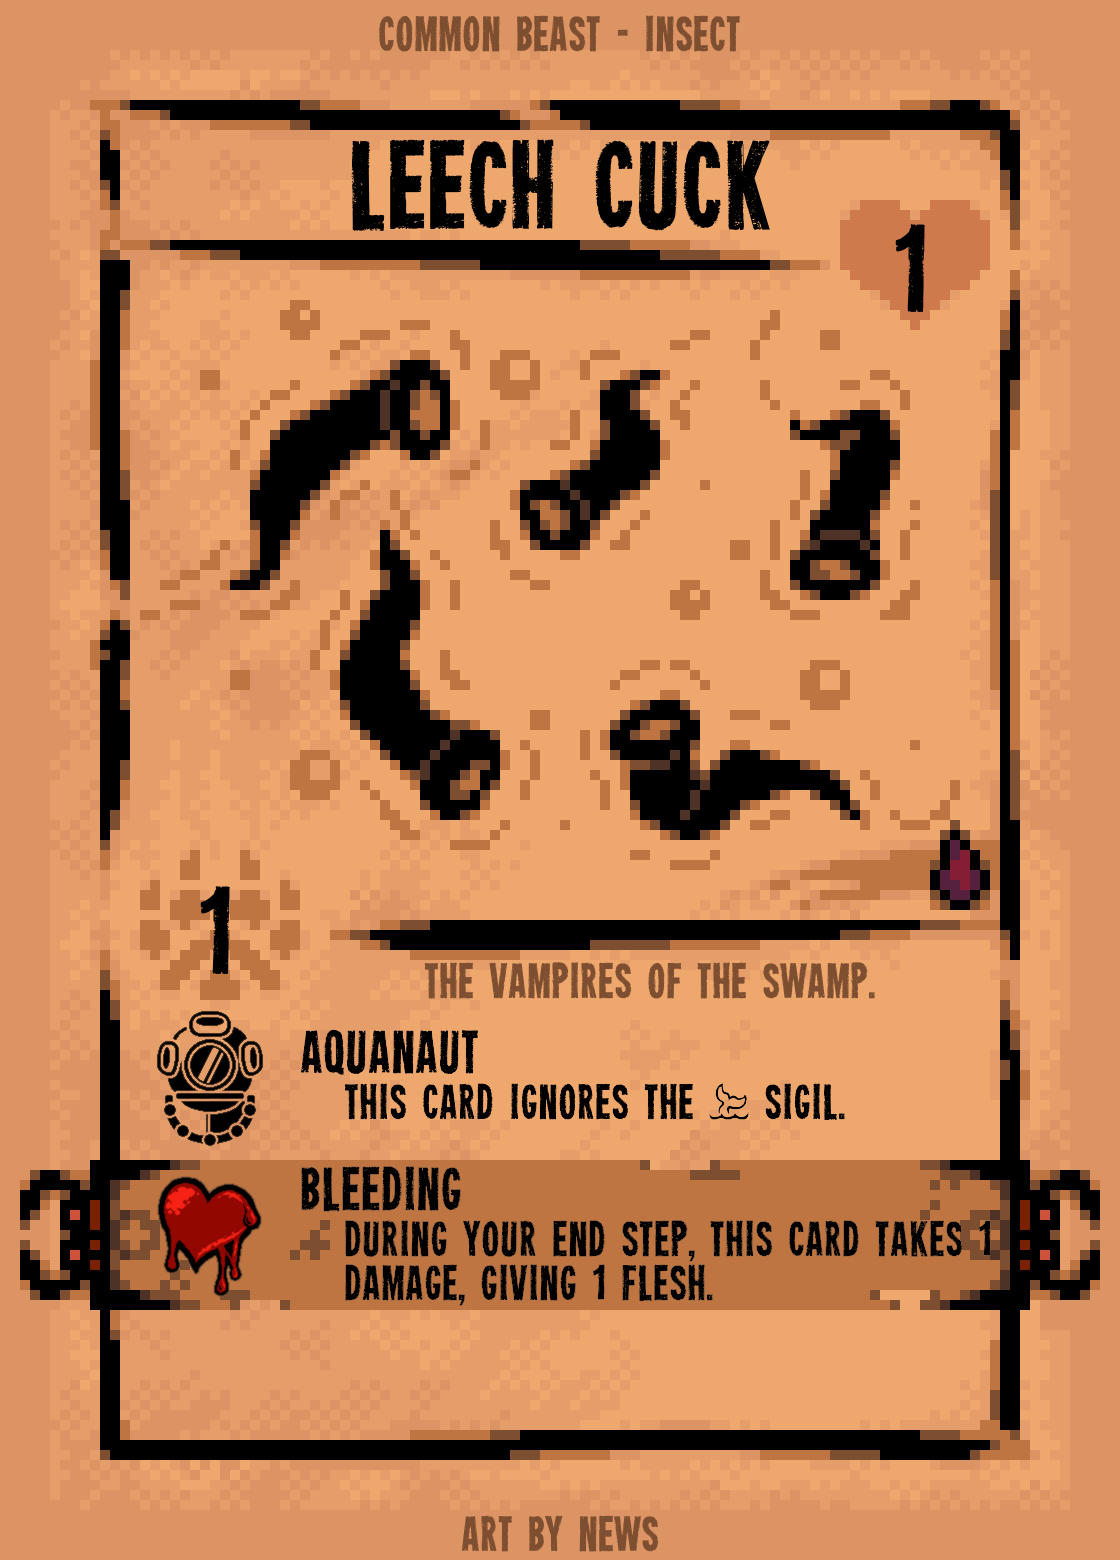 COMMON BEAST - INSECT
LEECH CUCK
1
1
THE VAMPIRES OF THE SWAMP.
AQUANAUT
THIS CARD IGNORES THE SIGIL.
BLEEDING
DURING YOUR END STEP, THIS CARD TAKES 1
DAMAGE, GIVING 1 FLESH.
ART BY NEWS